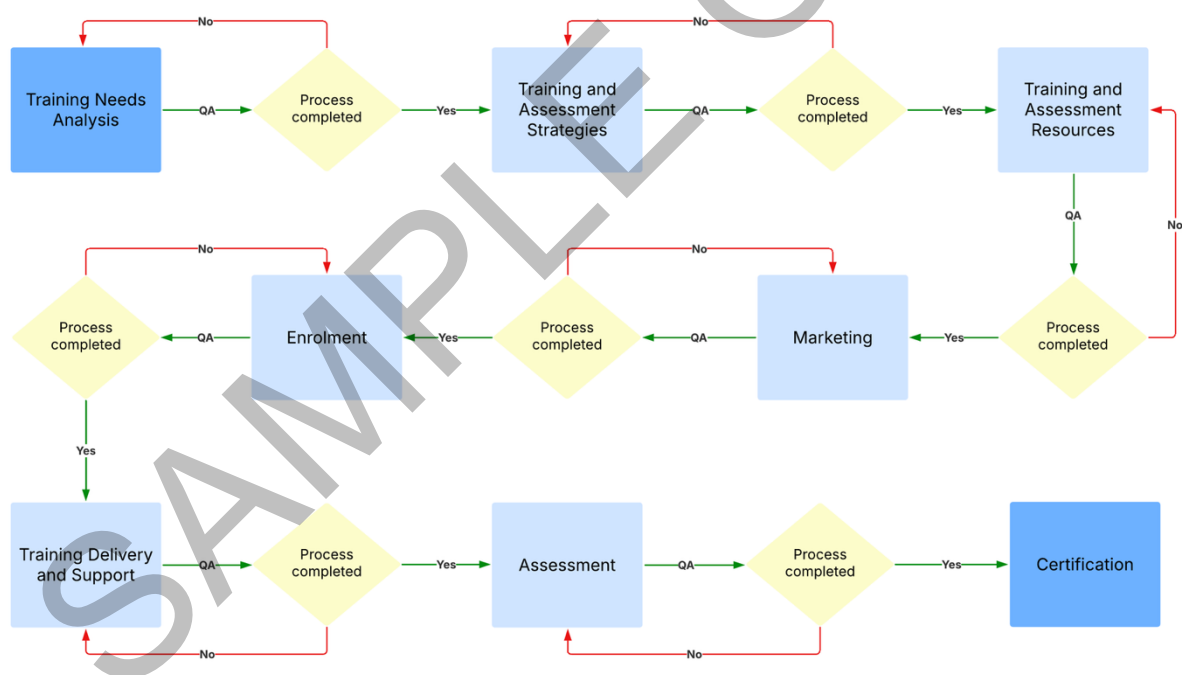 No
No
Training Needs
Analysis
QA
Process
completed
Yes
Training and
Assessment
Strategies
QA
Process
completed
Yes
Training and
Assessment
Resources
QA
No
No
No
Process
completed
QA
Enrolment
Yes
Process
completed
QA
Marketing
Yes
Process
completed
Yes
Training Delivery
and Support
QA
Process
completed
Yes
Assessment
QA
Process
completed
Yes
Certification
No
No
SAMPLE